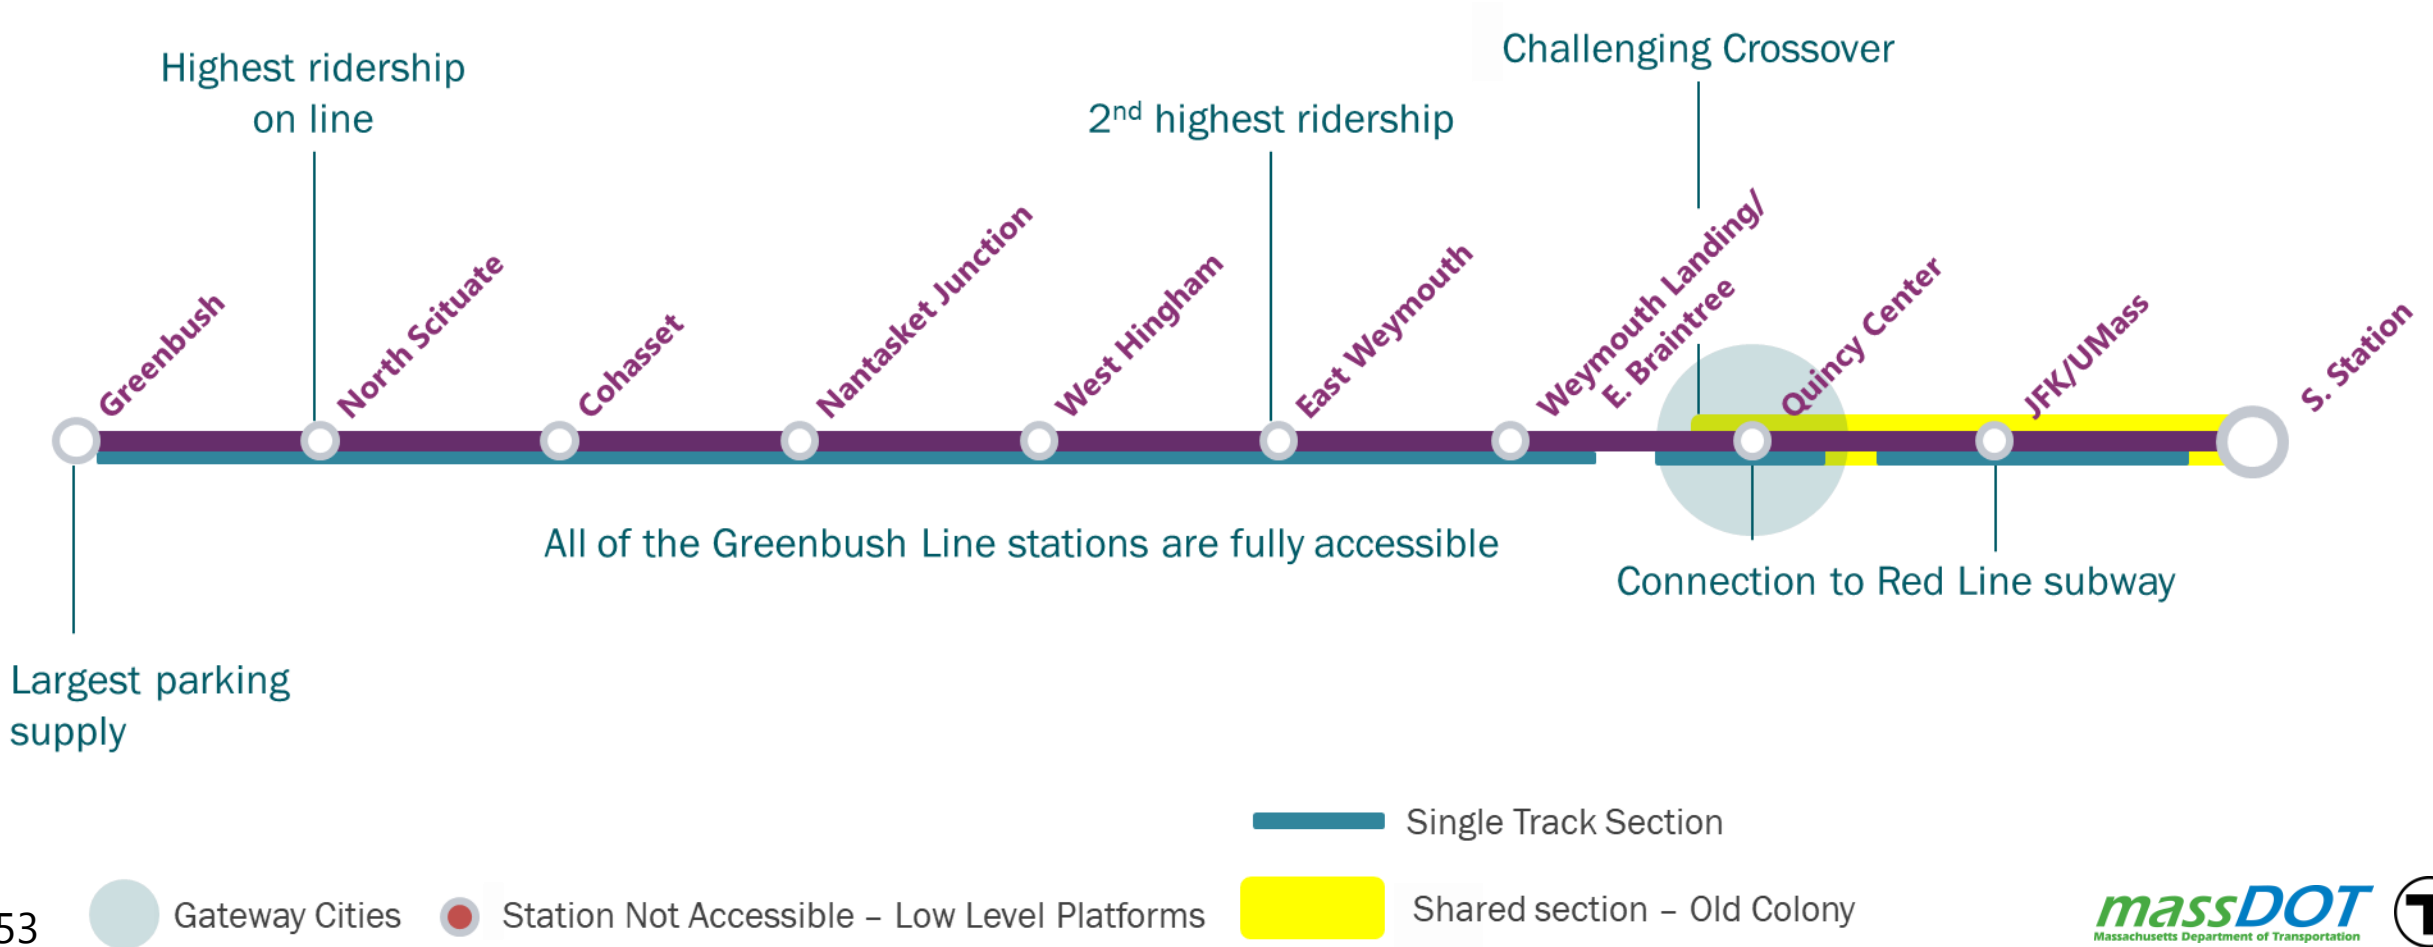 Highest ridership
on line
2nd highest ridership
Challenging Crossover
Greenbush
North Scituate
Cohasset
Nantasket Junction
West Hingham
East Weymouth
Weymouth Landing/
E. Braintree
Quincy Center
JFK/UMass
S. Station
All of the Greenbush Line stations are fully accessible
Connection to Red Line subway
Largest parking
supply
Single Track Section
Gateway Cities
Station Not Accessible – Low Level Platforms
Shared section – Old Colony
53
massDOT
Massachusetts Department of Transportation
T